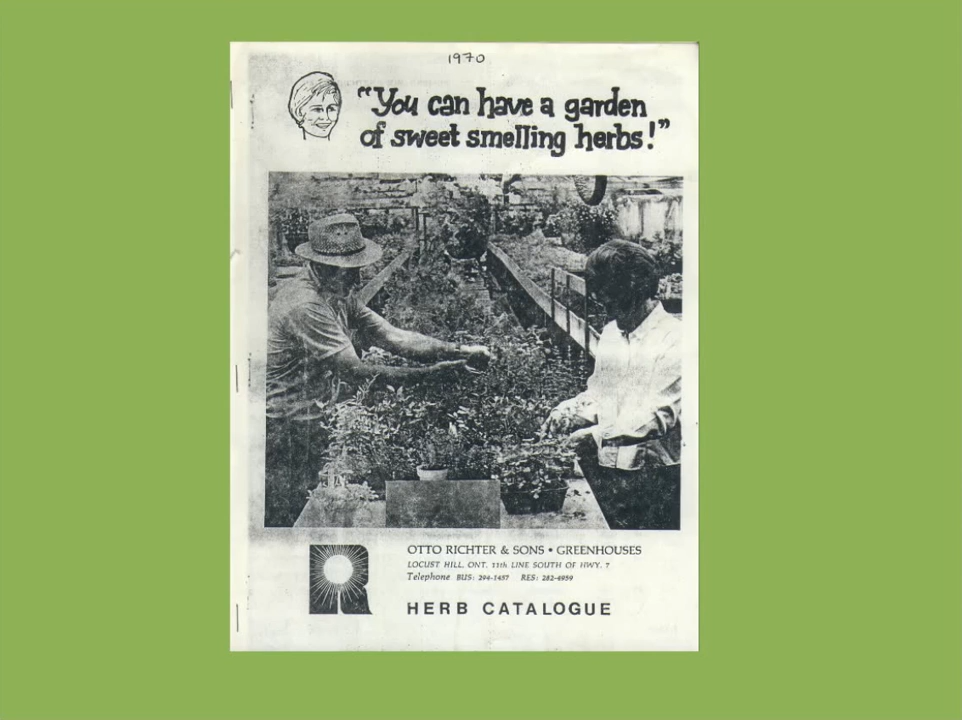 1970
“You can have a garden
of sweet smelling herbs!”
R
OTTO RICHTER & SONS • GREENHOUSES
LOCUST HILL, ONT. 11th LINE SOUTH OF HWY. 7
Telephone BUS: 294-1457 RES: 282-4959
HERB CATALOGUE